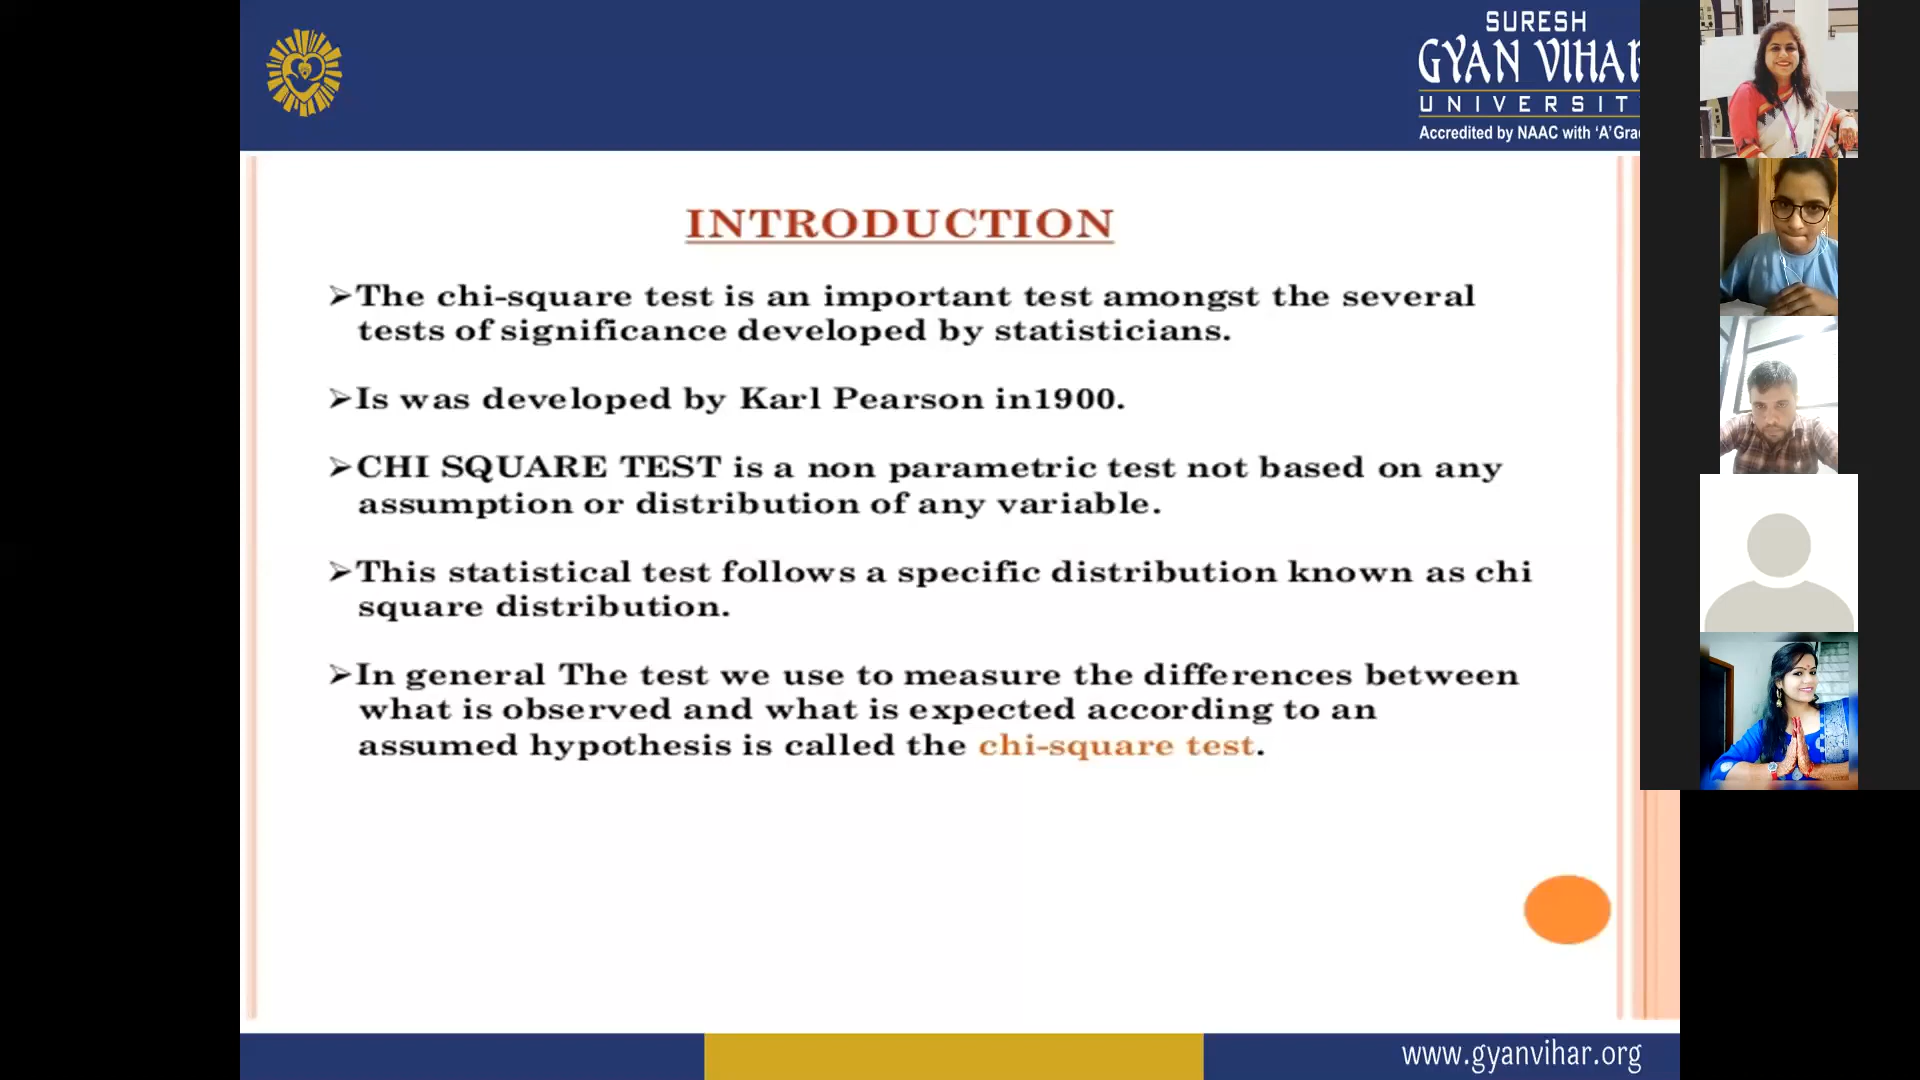 SURESH
GYAN VIHAR
UNIVERSIT
Accredited by NAAC with ‘A’Gra
INTRODUCTION
➢The chi-square test is an important test amongst the several
tests of significance developed by statisticians.
➢Is was developed by Karl Pearson in1900.
➢CHI SQUARE TEST is a non parametric test not based on any
assumption or distribution of any variable.
➢This statistical test follows a specific distribution known as chi
square distribution.
➢In general The test we use to measure the differences between
what is observed and what is expected according to an
assumed hypothesis is called the chi-square test.
www.gyanvihar.org